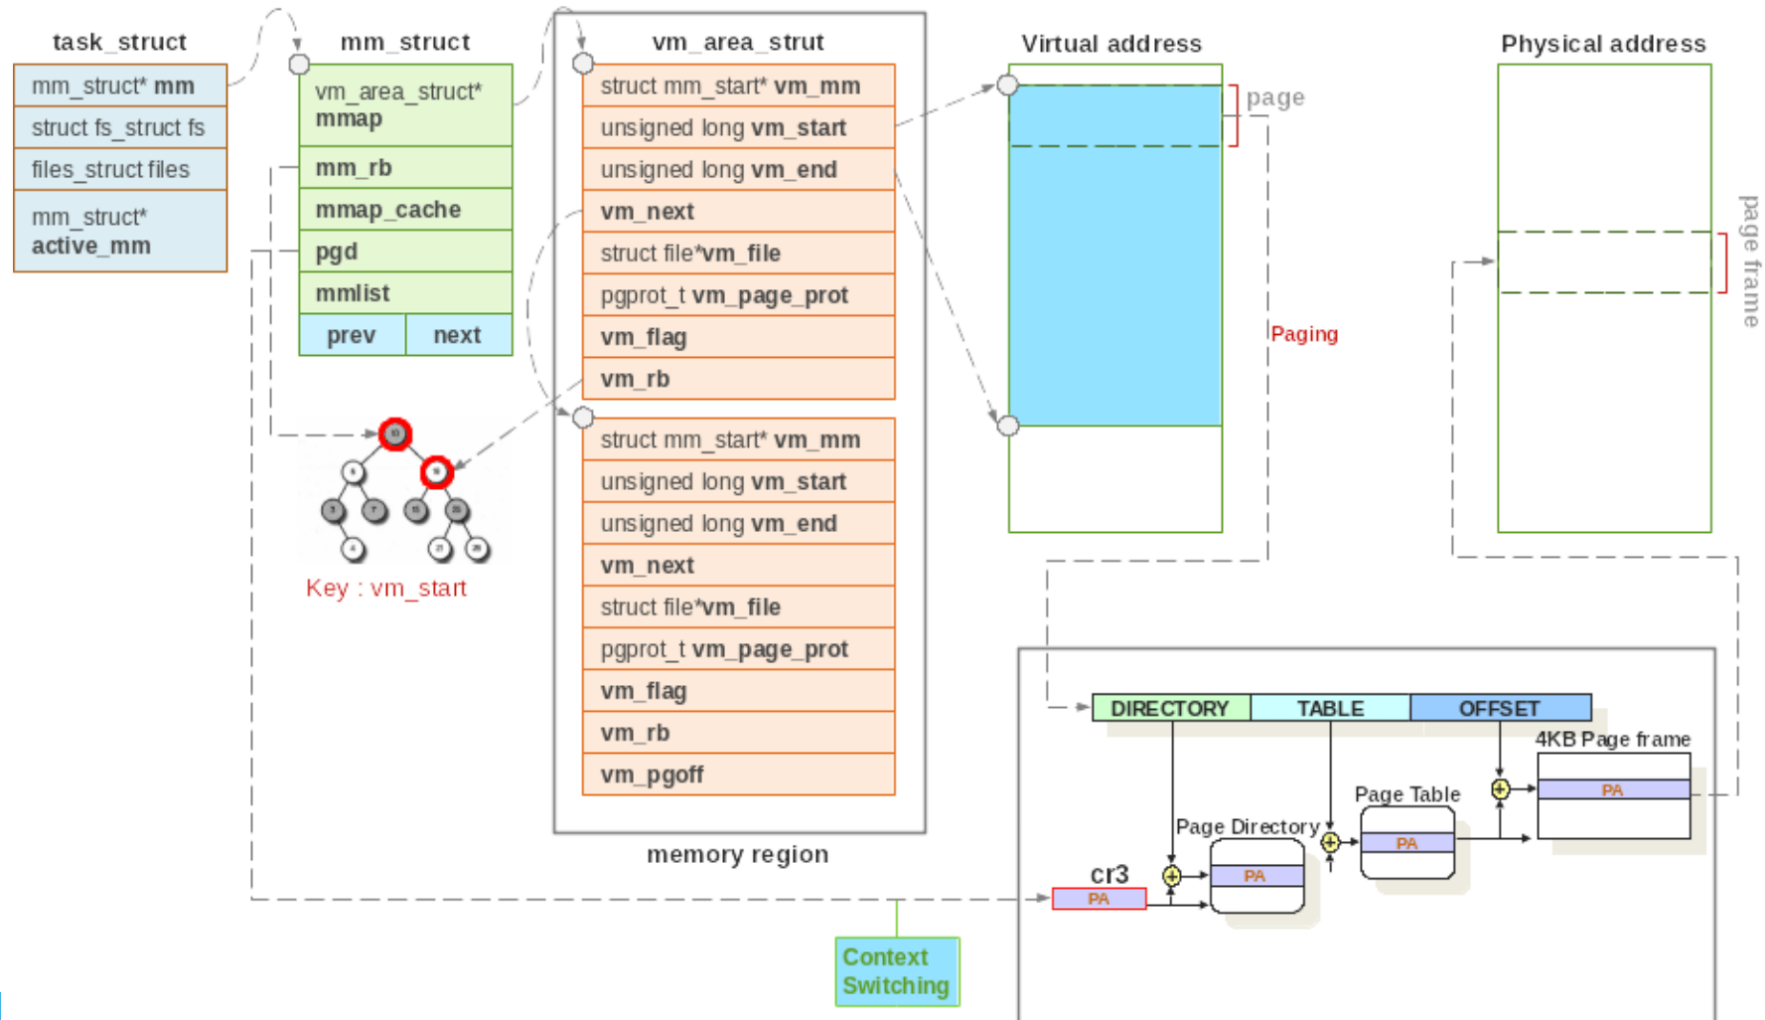 task_struct
mm_struct* mm
struct fs_struct fs
files_struct files
mm_struct*
active_mm
mm_struct
vm_area_struct*
mmap
mm_rb
mmap_cache
pgd
mmlist
prev next
Key : vm_start
vm_area_strut
struct mm_start* vm_mm
unsigned long vm_start
unsigned long vm_end
vm_next
struct file*vm_file
pgprot_t vm_page_prot
vm_flag
vm_rb
struct mm_start* vm_mm
unsigned long vm_start
unsigned long vm_end
vm_next
struct file*vm_file
pgprot_t vm_page_prot
vm_flag
vm_rb
vm_pgoff
memory region
Virtual address
page
Paging
Physical address
page frame
DIRECTORY TABLE OFFSET
4KB Page frame
PA
Page Table
PA
Page Directory
PA
cr3
PA
Context
Switching